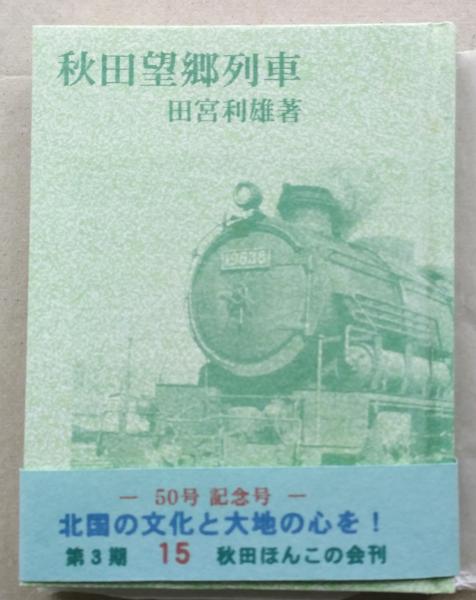 秋田望郷列車
田宮利雄著
― 50号 記念号 ―
北国の文化と大地の心を!
第3期 15 秋田ほんこの会刊